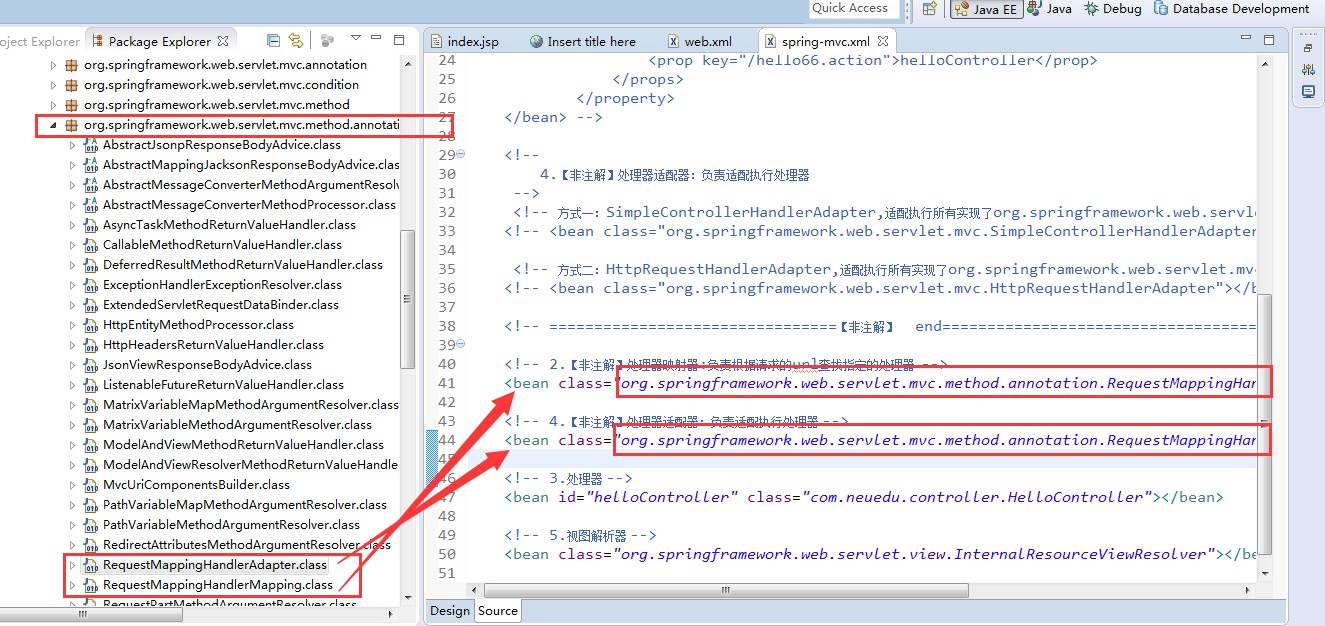 Quick Access
Java EE
Java
Debug
Database Development
oject Explorer
Package Explorer
org.springframework.web.servlet.mvc.annotation
org.springframework.web.servlet.mvc.condition
org.springframework.web.servlet.mvc.method
org.springframework.web.servlet.mvc.method.annotati
AbstractJsonpResponseBodyAdvice.class
AbstractMappingJacksonResponseBodyAdvice.clas
AbstractMessageConverterMethodArgumentResolv
AbstractMessageConverterMethodProcessor.class
AsyncTaskMethodReturnValueHandler.class
CallableMethodReturnValueHandler.class
DeferredResultMethodReturnValueHandler.class
ExceptionHandlerExceptionResolver.class
ExtendedServletRequestDataBinder.class
HttpEntityMethodProcessor.class
HttpHeadersReturnValueHandler.class
JsonViewResponseBodyAdvice.class
ListenableFutureReturnValueHandler.class
MatrixVariableMapMethodArgumentResolver.class
MatrixVariableMethodArgumentResolver.class
ModelAndViewMethodReturnValueHandler.class
ModelAndViewResolverMethodReturnValueHandle
MvcUriComponentsBuilder.class
PathVariableMapMethodArgumentResolver.class
PathVariableMethodArgumentResolver.class
RedirectAttributesMethodArgumentResolver.class
RequestMappingHandlerAdapter.class
RequestMappingHandlerMapping.class
RequestPartMethodArgumentResolver.class
index.jsp
Insert title here
web.xml
spring-mvc.xml
24 <prop key="/hello66.action">helloController</prop>
25 </props>
26 </property>
27 </bean> -->
28
29 <!--
30 4.【非注解】处理器适配器：负责适配执行处理器
31 -->
32 <!-- 方式一：SimpleControllerHandlerAdapter,适配执行所有实现了org.springframework.web.servl
33 <!-- <bean class="org.springframework.web.servlet.mvc.SimpleControllerHandlerAdapter
34
35 <!-- 方式二：HttpRequestHandlerAdapter,适配执行所有实现了org.springframework.web.servlet.mv
36 <!-- <bean class="org.springframework.web.servlet.mvc.HttpRequestHandlerAdapter"></b
37
38 <!-- ================================【非注解】 end===================================
39
40 <!-- 2.【非注解】处理器映射器:负责根据请求的url查找指定的处理器 -->
41 <bean class="org.springframework.web.servlet.mvc.method.annotation.RequestMappingHan
42
43 <!-- 4.【非注解】处理器适配器：负责适配执行处理器 -->
44 <bean class="org.springframework.web.servlet.mvc.method.annotation.RequestMappingHan
45
46 <!-- 3.处理器 -->
47 <bean id="helloController" class="com.neuedu.controller.HelloController"></bean>
48
49 <!-- 5.视图解析器 -->
50 <bean class="org.springframework.web.servlet.view.InternalResourceViewResolver"></be
51
Design
Source